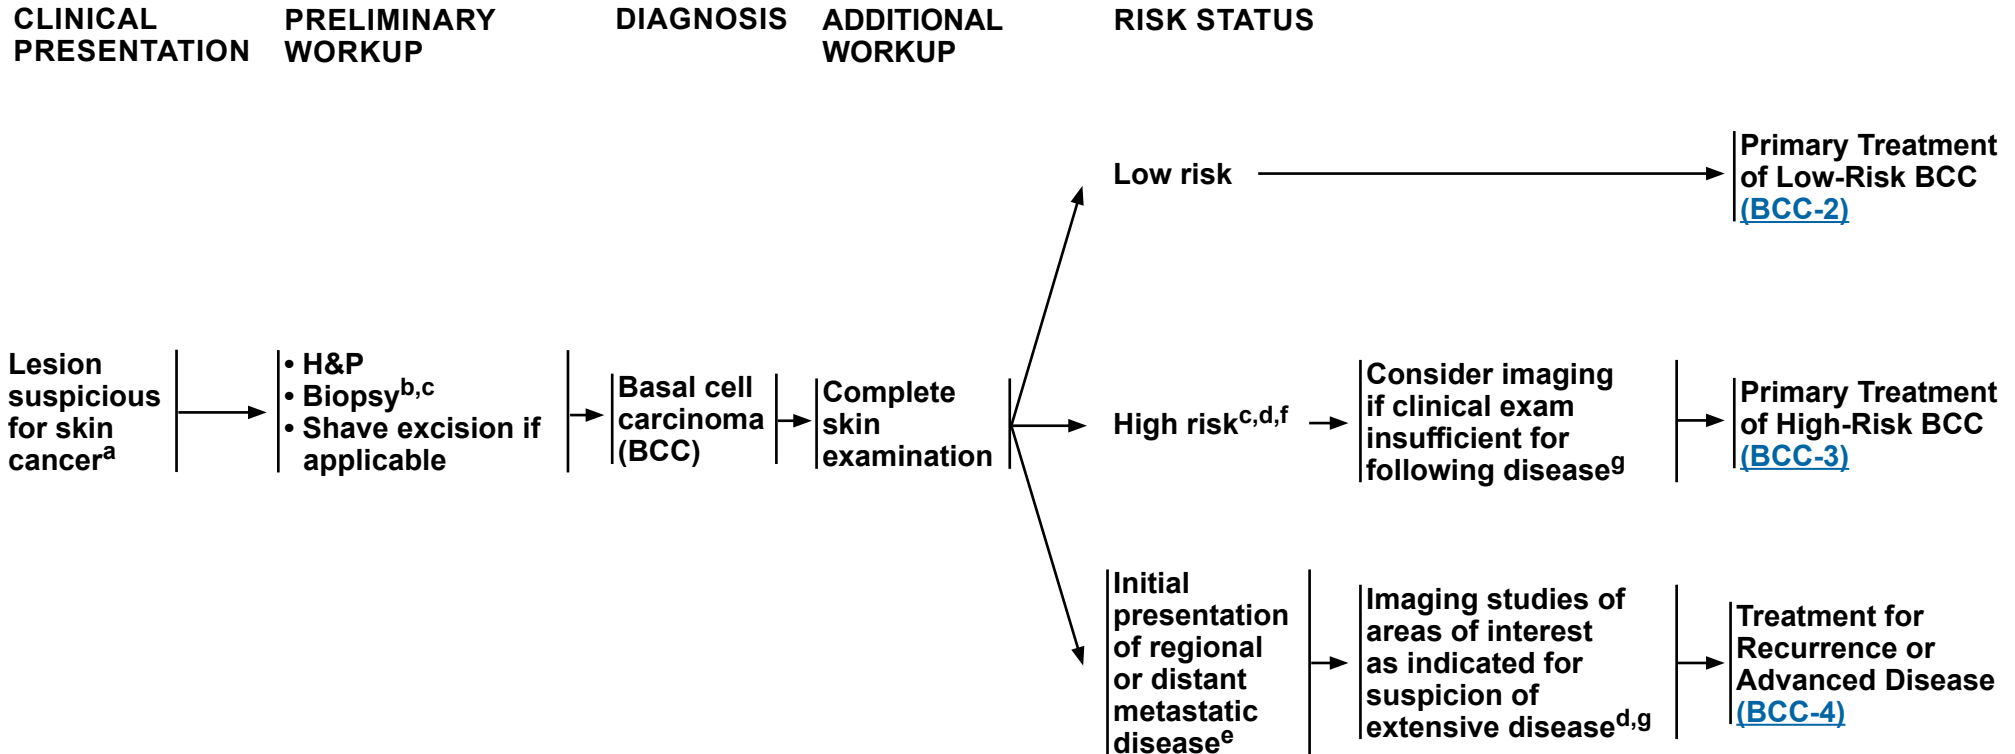 CLINICAL
PRESENTATION
PRELIMINARY
WORKUP
DIAGNOSIS
ADDITIONAL
WORKUP
RISK STATUS
Lesion
suspicious
for skin
cancerᵃ
• H&P
• Biopsyᵇ,ᶜ
• Shave excision if
applicable
Basal cell
carcinoma
(BCC)
Complete
skin
examination
Low risk
Primary Treatment
of Low-Risk BCC
(BCC-2)
High riskᶜ,ᵈ,ᶠ
Consider imaging
if clinical exam
insufficient for
following diseaseᵍ
Primary Treatment
of High-Risk BCC
(BCC-3)
Initial
presentation
of regional
or distant
metastatic
diseaseᵉ
Imaging studies of
areas of interest
as indicated for
suspicion of
extensive diseaseᵈ,ᵍ
Treatment for
Recurrence or
Advanced Disease
(BCC-4)